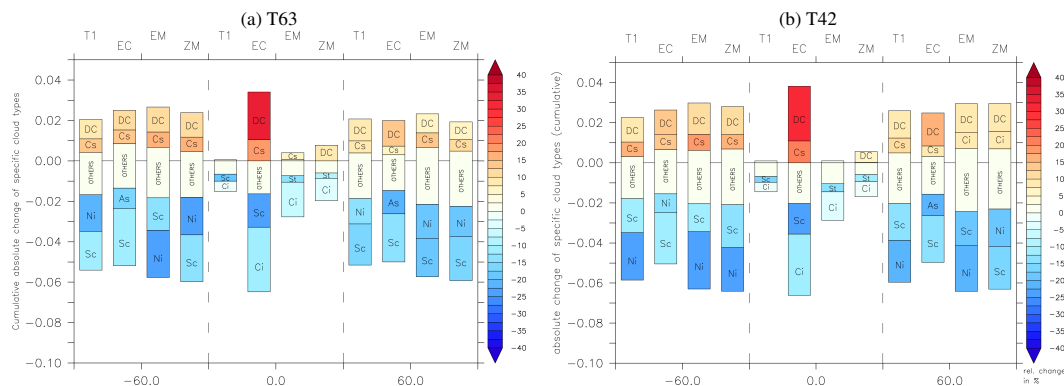 (a) T63
T1 EC EM ZM T1 EC EM ZM T1 EC EM ZM
Cumulative absolute change of specific cloud types
0.04
0.02
0.00
−0.02
−0.04
−0.06
−0.08
−0.10
DC Cs OTHERS Ni Sc
DC Cs OTHERS As Sc
DC Cs OTHERS Sc Ni
DC Cs OTHERS Ni Sc
Sc Ci
DC Cs OTHERS Sc Ci
Cs St Ci
DC St Ci
DC Cs OTHERS Ni Sc
DC Cs OTHERS As Sc
DC Cs OTHERS Sc Ni
DC Cs OTHERS Ni Sc
−60.0 0.0 60.0
40
35
30
25
20
15
10
5
0
−5
−10
−15
−20
−25
−30
−35
−40
(b) T42
T1 EC EM ZM T1 EC EM ZM T1 EC EM ZM
absolute change of specific cloud types (cumulative)
0.04
0.02
0.00
−0.02
−0.04
−0.06
−0.08
−0.10
DC Cs OTHERS Sc Ni
DC Cs OTHERS Ni Sc
DC Cs OTHERS Sc Ni
DC Cs OTHERS Sc Ni
Sc Ci
DC Cs OTHERS Sc Ci
St Ci
DC St Ci
DC Cs OTHERS Sc Ni
DC Cs OTHERS As Sc
DC Ci OTHERS Sc Ni
DC Ci OTHERS Ni Sc
−60.0 0.0 60.0
40
35
30
25
20
15
10
5
0
−5
−10
−15
−20
−25
−30
−35
−40
rel. change
in %